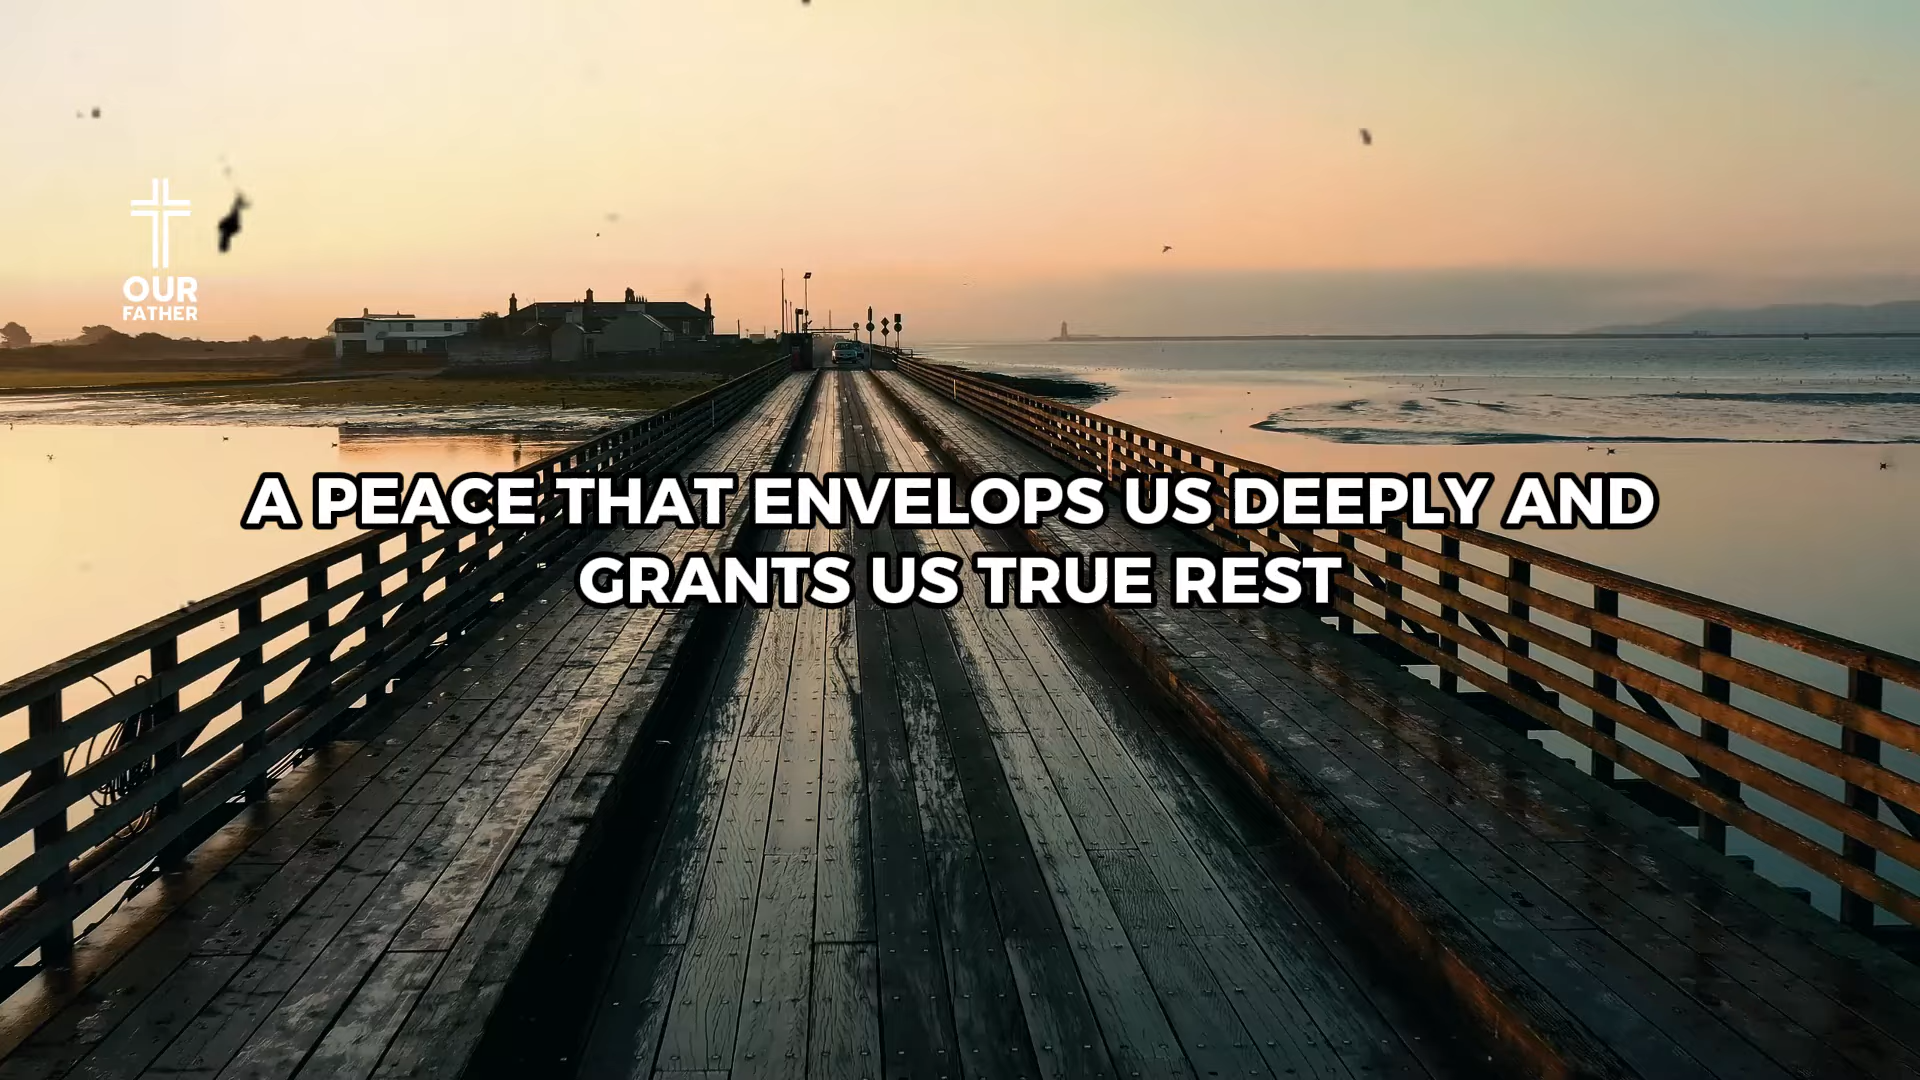 OUR
FATHER
A PEACE THAT ENVELOPS US DEEPLY AND
GRANTS US TRUE REST